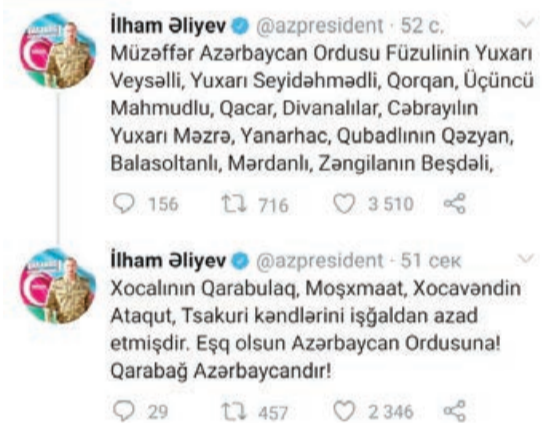 İlham Əliyev @azpresident · 52 с.
Müzəffər Azərbaycan Ordusu Füzulinin Yuxarı
Veysəlli, Yuxarı Seyidəhmədli, Qorqan, Üçüncü
Mahmudlu, Qacar, Divanalılar, Cəbrayılın
Yuxarı Məzrə, Yanarhac, Qubadlının Qəzyan,
Balasoltanlı, Mərdanlı, Zəngilanın Beşdəli,
156 716 3 510
İlham Əliyev @azpresident · 51 сек
Xocalının Qarabulaq, Moşxmaat, Xocavəndin
Ataqut, Tsakuri kəndlərini işğaldan azad
etmişdir. Eşq olsun Azərbaycan Ordusuna!
Qarabağ Azərbaycandır!
29 457 2 346